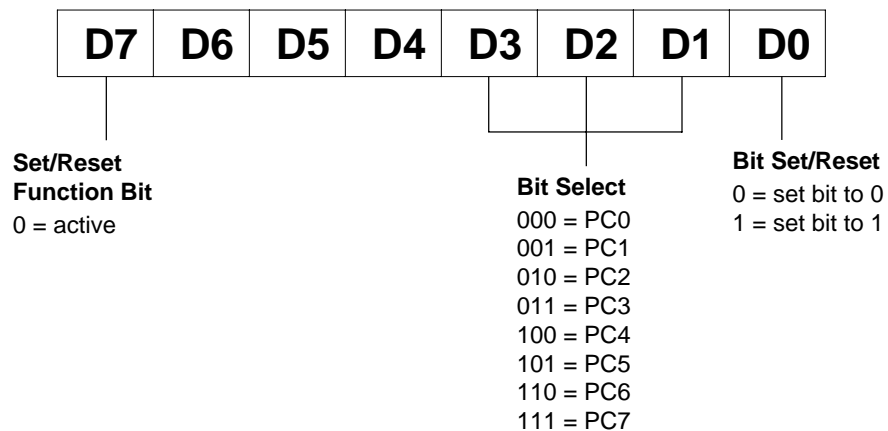 D7 D6 D5 D4 D3 D2 D1 D0
Set/Reset
Function Bit
0 = active
Bit Select
000 = PC0
001 = PC1
010 = PC2
011 = PC3
100 = PC4
101 = PC5
110 = PC6
111 = PC7
Bit Set/Reset
0 = set bit to 0
1 = set bit to 1